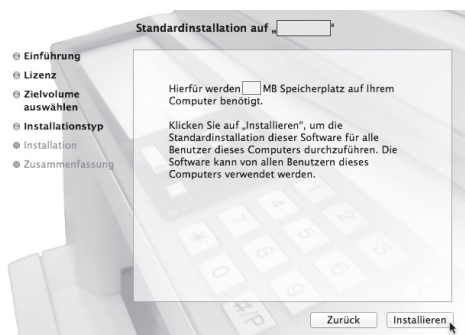 Standardinstallation auf „ “
Einführung
Lizenz
Zielvolume
auswählen
Installationstyp
Installation
Zusammenfassung
Hierfür werden MB Speicherplatz auf Ihrem
Computer benötigt.
Klicken Sie auf „Installieren“, um die
Standardinstallation dieser Software für alle
Benutzer dieses Computers durchzuführen. Die
Software kann von allen Benutzern dieses
Computers verwendet werden.
Zurück
Installieren